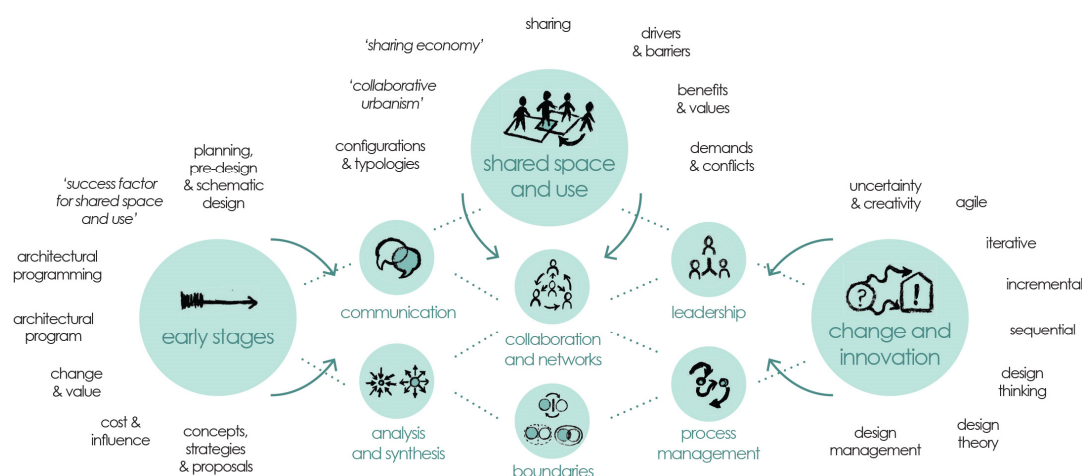 sharing
‘sharing economy’
drivers
& barriers
‘collaborative
urbanism’
benefits
& values
configurations
& typologies
demands
& conflicts
shared space
and use
planning,
pre-design
& schematic
design
‘success factor
for shared space
and use’
architectural
programming
architectural
program
change
& value
cost &
influence
concepts,
strategies
& proposals
early stages
communication
analysis
and synthesis
collaboration
and networks
boundaries
leadership
process
management
?
!
change and
innovation
uncertainty
& creativity
agile
iterative
incremental
sequential
design
thinking
design
theory
design
management